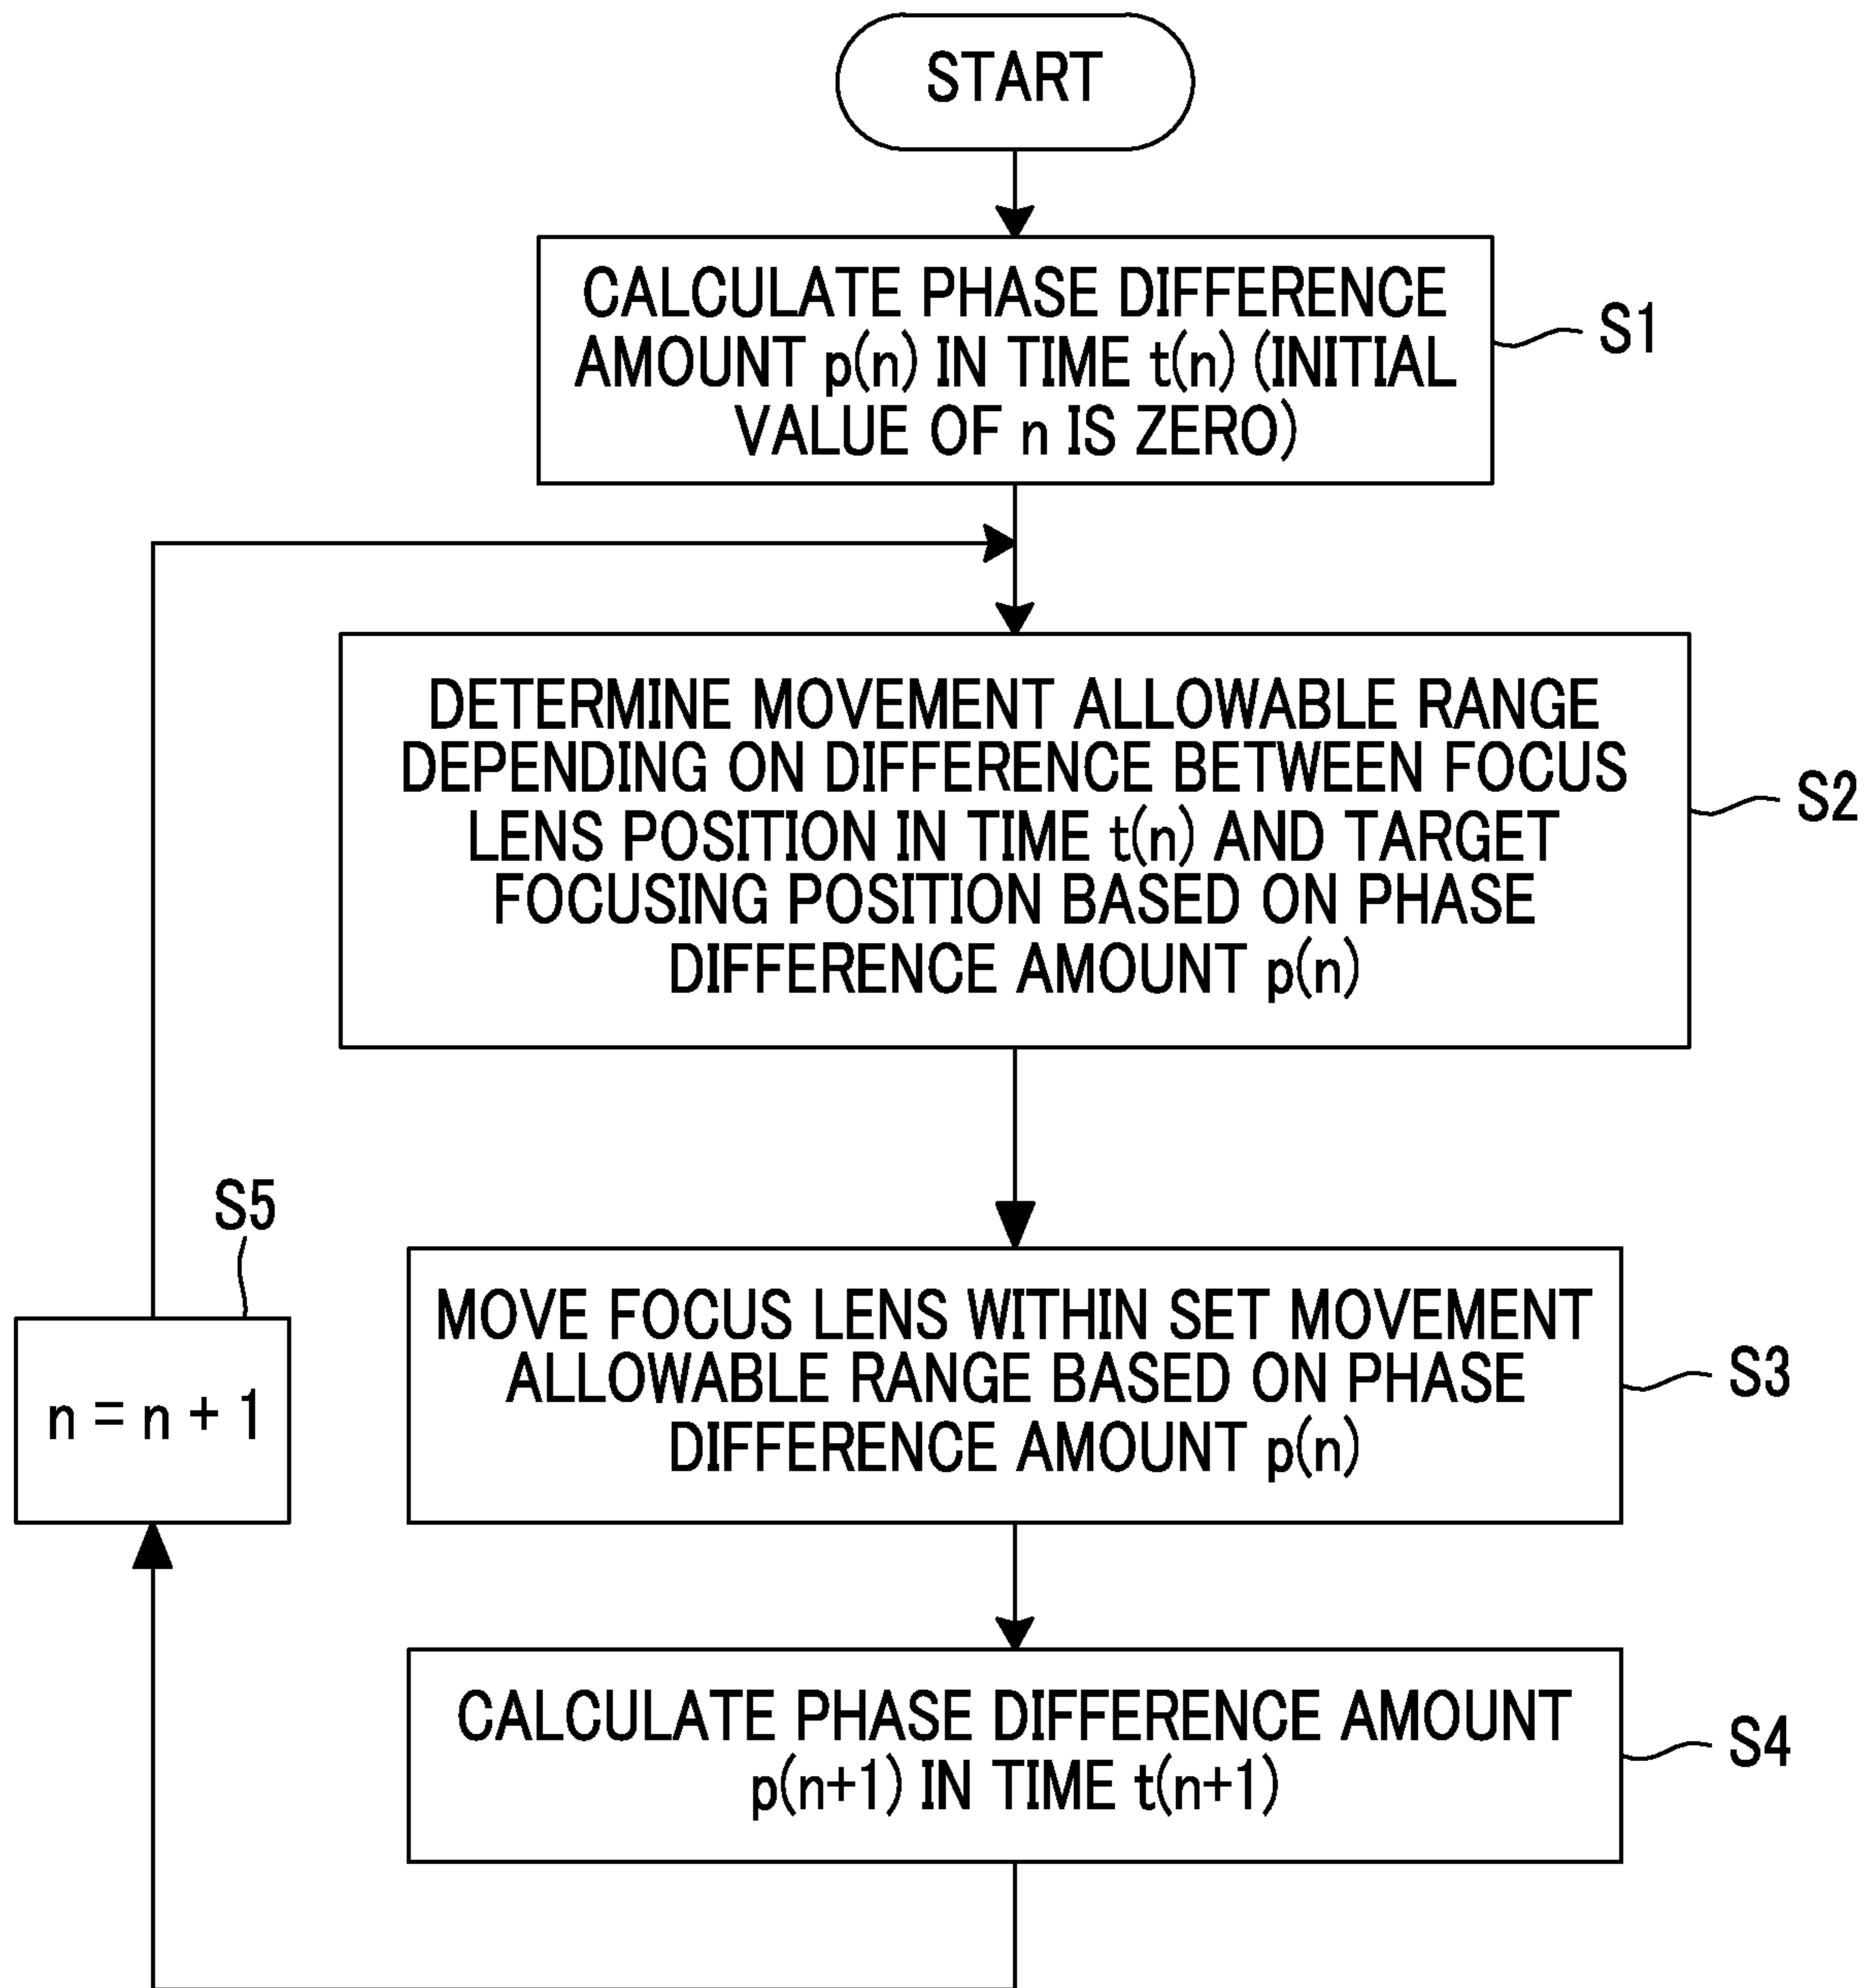 START
CALCULATE PHASE DIFFERENCE
AMOUNT p(n) IN TIME t(n) (INITIAL
VALUE OF n IS ZERO)
S1
DETERMINE MOVEMENT ALLOWABLE RANGE
DEPENDING ON DIFFERENCE BETWEEN FOCUS
LENS POSITION IN TIME t(n) AND TARGET
FOCUSING POSITION BASED ON PHASE
DIFFERENCE AMOUNT p(n)
S2
MOVE FOCUS LENS WITHIN SET MOVEMENT
ALLOWABLE RANGE BASED ON PHASE
DIFFERENCE AMOUNT p(n)
S3
CALCULATE PHASE DIFFERENCE AMOUNT
p(n+1) IN TIME t(n+1)
S4
S5
n = n + 1